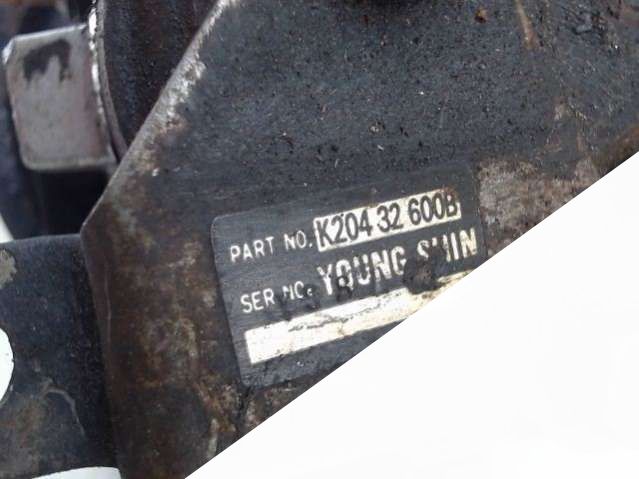 PART NO. K204 32 600B
SER NO. YOUNG SHIN